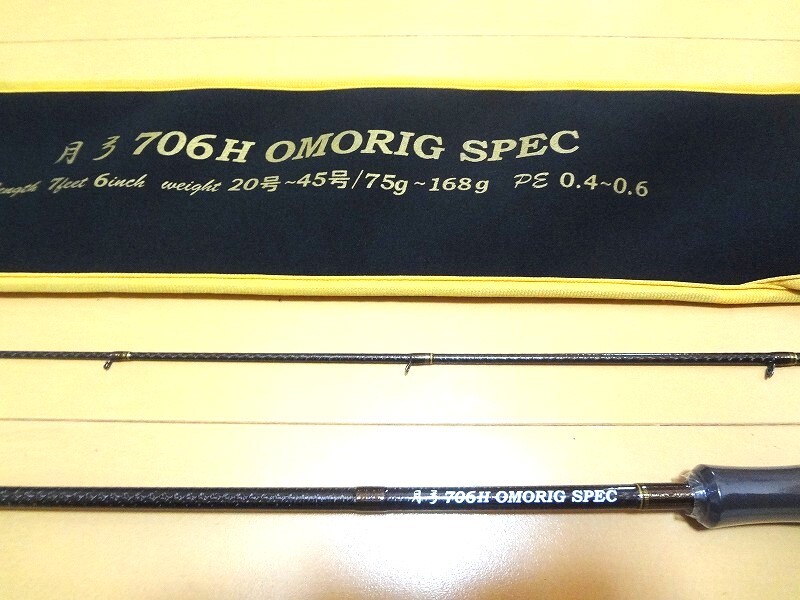 月弓 706H OMORIG SPEC
length 7feet 6inch weight 20号~45号/75g~168g PE 0.4~0.6
月弓 706H OMORIG SPEC